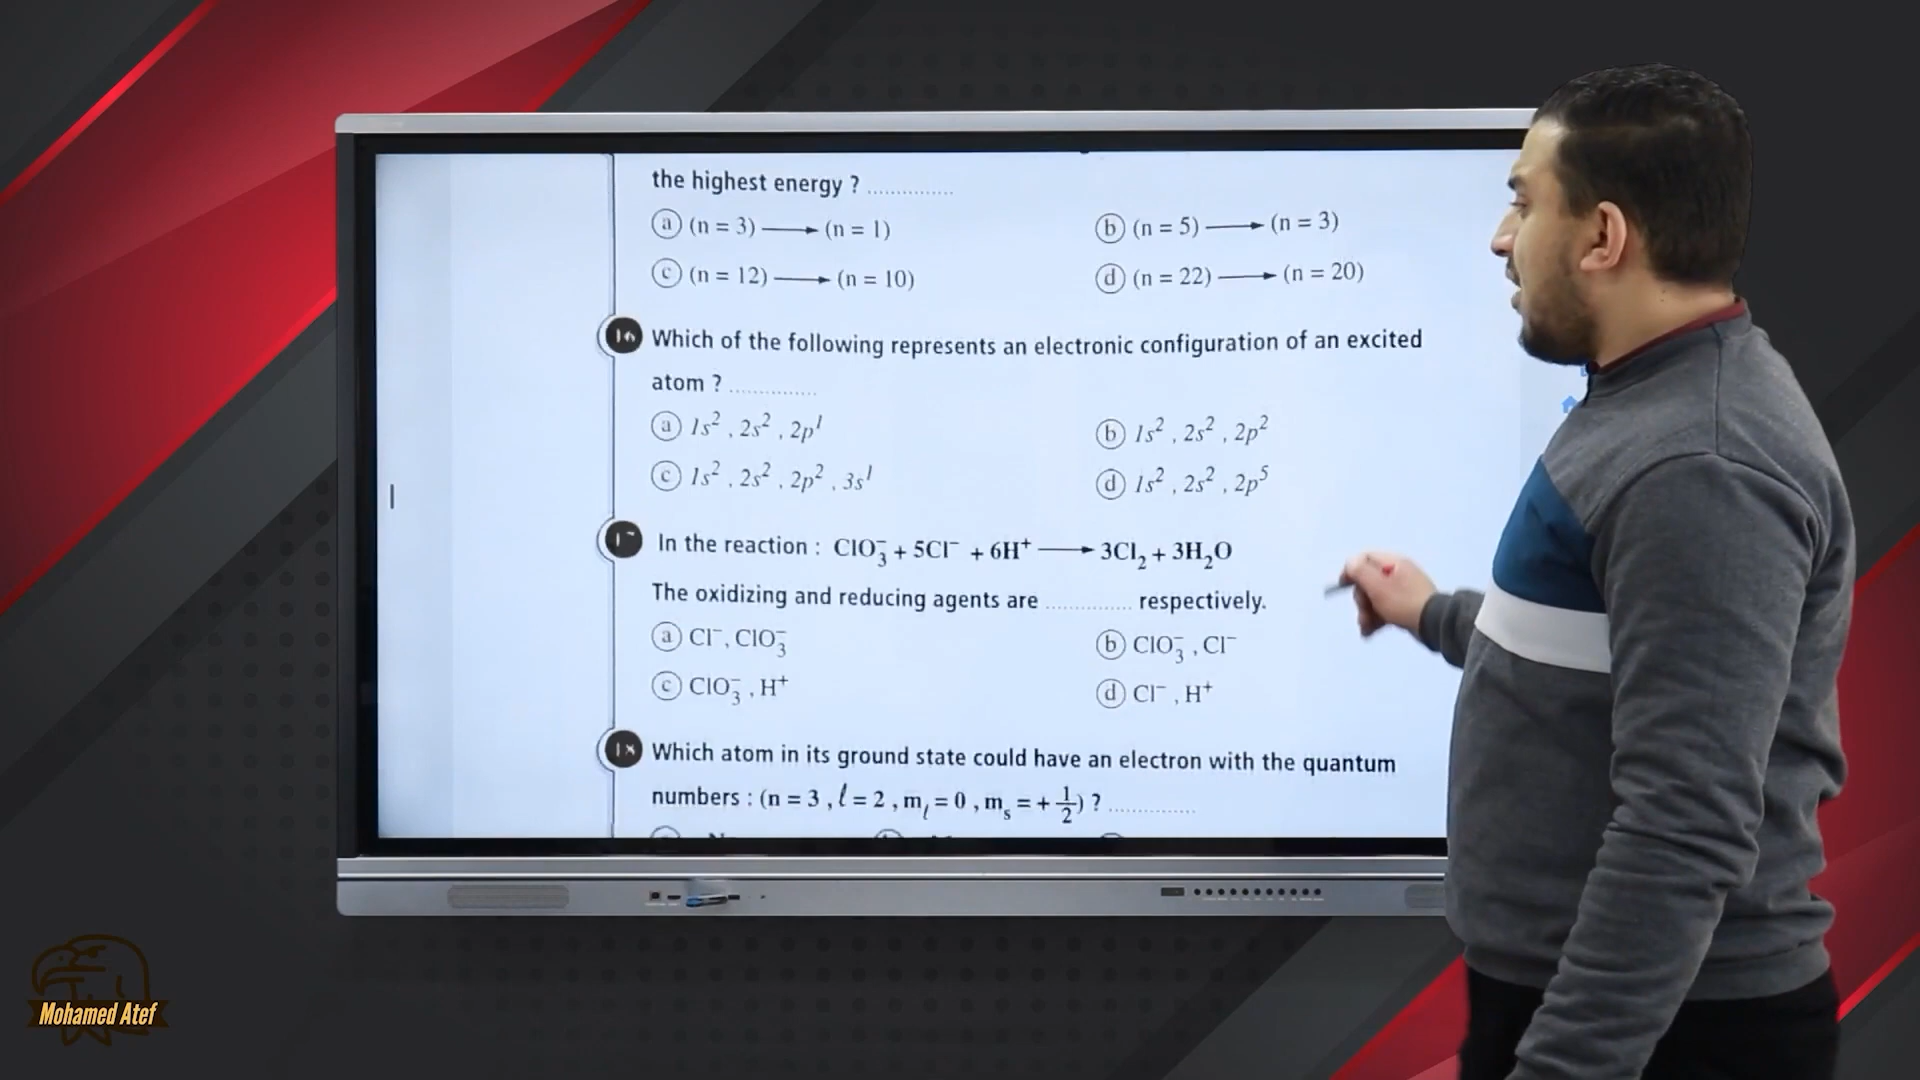 the highest energy ? ..............
a (n = 3) ⟶ (n = 1)
b (n = 5) ⟶ (n = 3)
c (n = 12) ⟶ (n = 10)
d (n = 22) ⟶ (n = 20)
Which of the following represents an electronic configuration of an excited
atom ? ..............
a 1s² , 2s² , 2p¹
b 1s² , 2s² , 2p²
c 1s² , 2s² , 2p² , 3s¹
d 1s² , 2s² , 2p⁵
In the reaction : ClO₃⁻ + 5Cl⁻ + 6H⁺ ⟶ 3Cl₂ + 3H₂O
The oxidizing and reducing agents are .............. respectively.
a Cl⁻, ClO₃⁻
b ClO₃⁻ , Cl⁻
c ClO₃⁻ , H⁺
d Cl⁻ , H⁺
Which atom in its ground state could have an electron with the quantum
numbers : (n = 3 , ℓ = 2 , mₗ = 0 , mₛ = + 1/2) ? ..............
Mohamed Atef